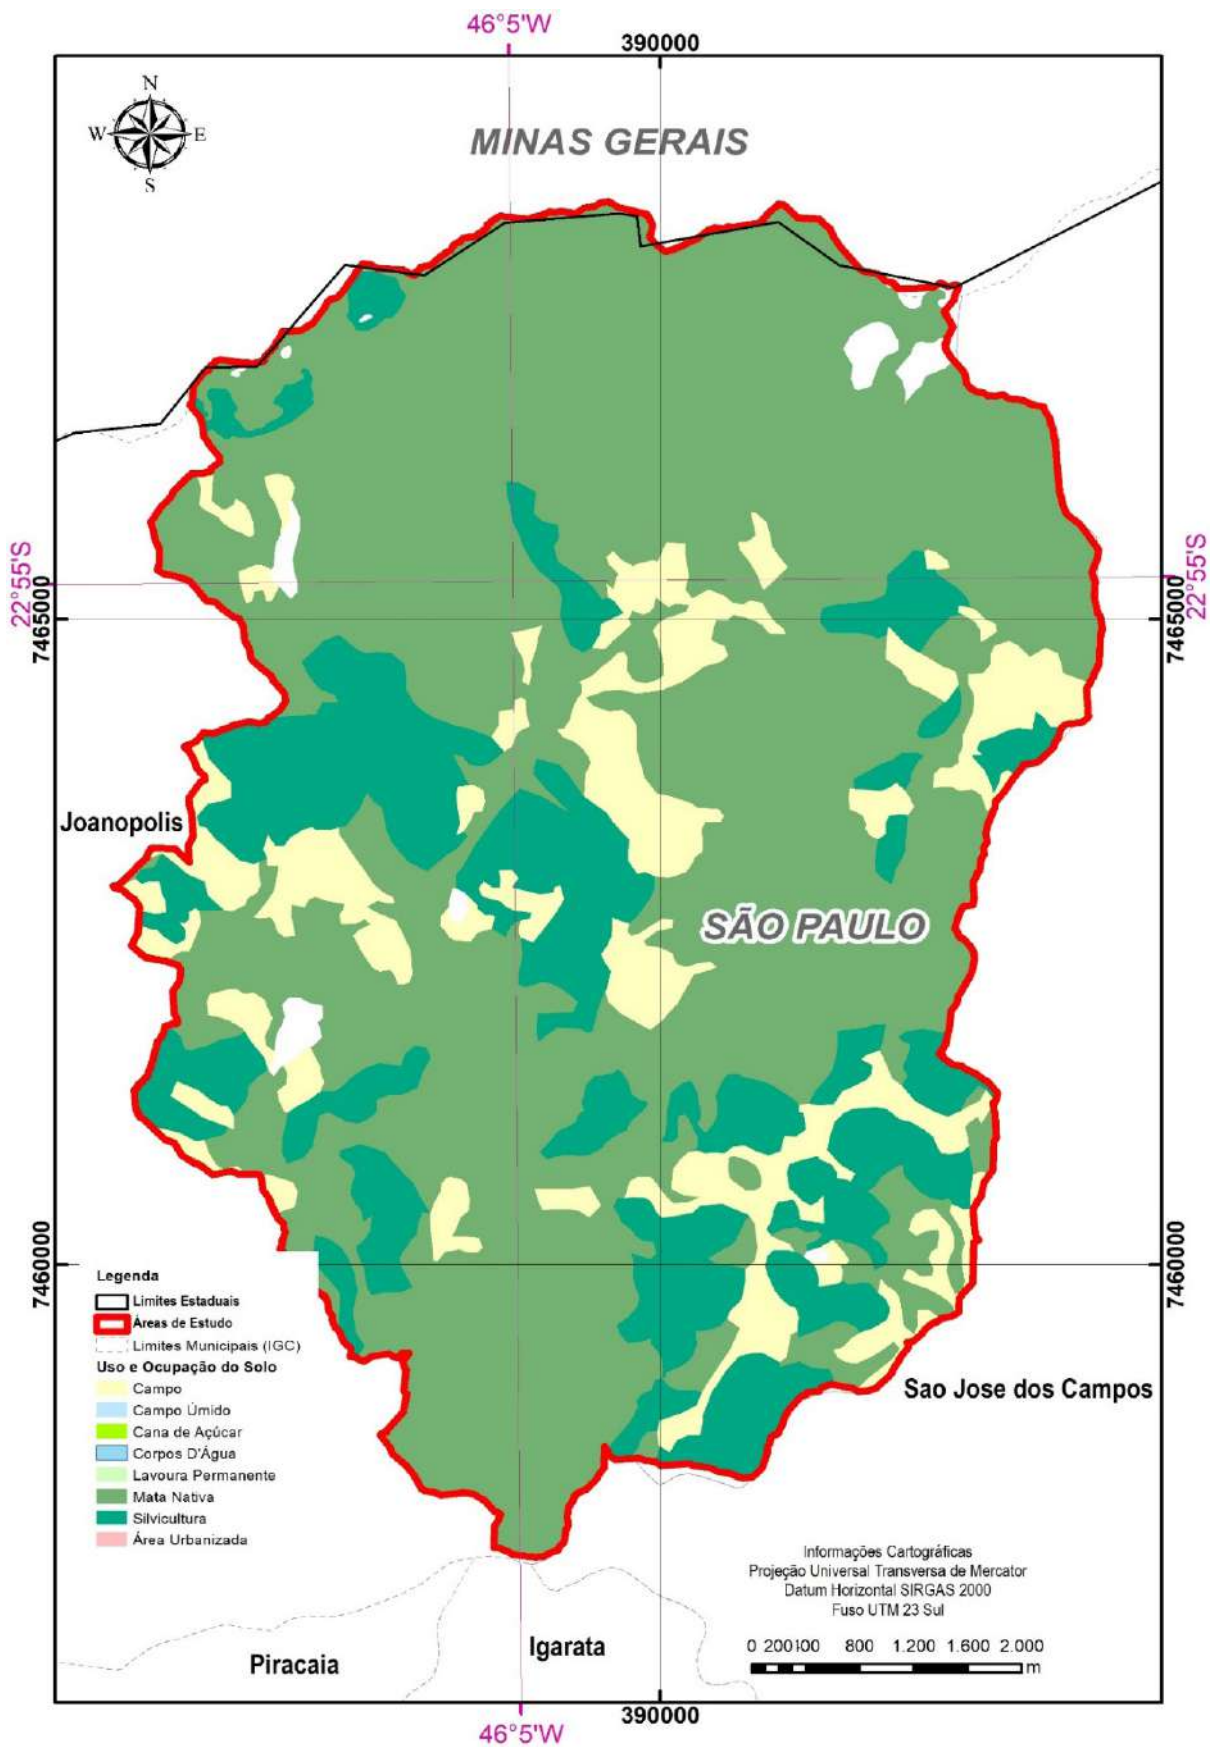 46°5'W
390000
N
W E
S
MINAS GERAIS
22°55'S
7465000
22°55'S
7465000
Joanopolis
SÃO PAULO
7460000
7460000
Legenda
Limites Estaduais
Áreas de Estudo
Limites Municipais (IGC)
Uso e Ocupação do Solo
Campo
Campo Úmido
Cana de Açúcar
Corpos D'Água
Lavoura Permanente
Mata Nativa
Silvicultura
Área Urbanizada
Sao Jose dos Campos
Informações Cartográficas
Projeção Universal Transversa de Mercator
Datum Horizontal SIRGAS 2000
Fuso UTM 23 Sul
0 200 400 800 1.200 1.600 2.000
m
Igarata
Piracaia
390000
46°5'W